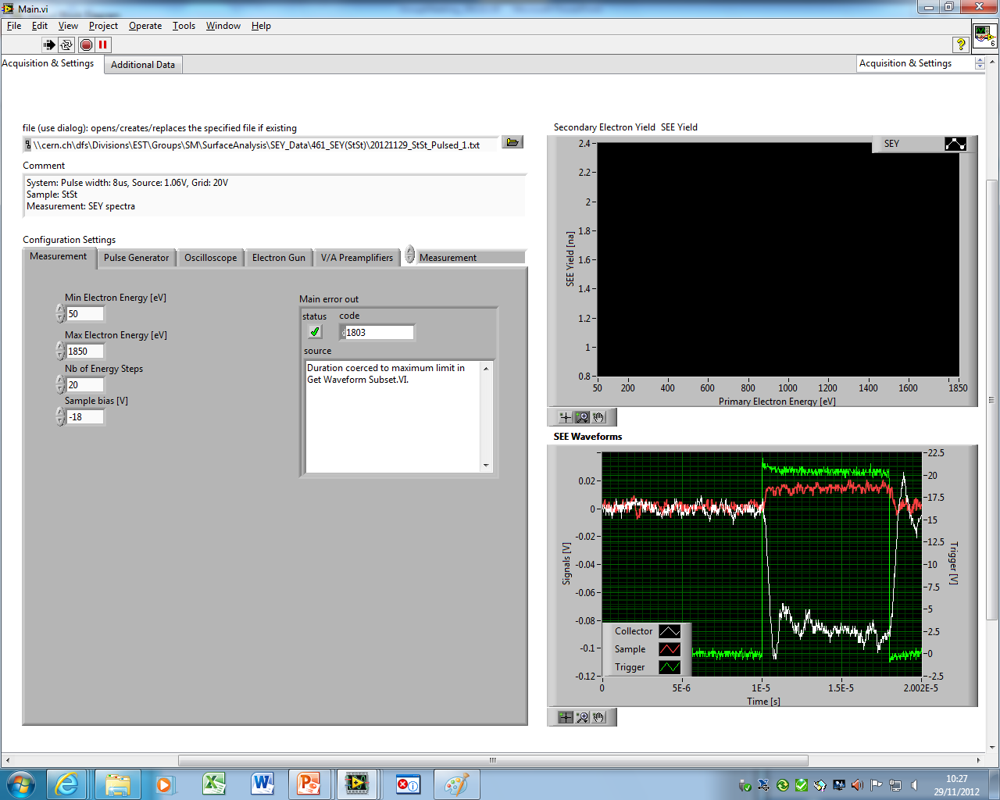 Main.vi
File Edit View Project Operate Tools Window Help
6
Acquisition & Settings Additional Data Acquisition & Settings
file (use dialog): opens/creates/replaces the specified file if existing
\\cern.ch\dfs\Divisions\EST\Groups\SM\SurfaceAnalysis\SEY_Data\461_SEY(StSt)\20121129_StSt_Pulsed_1.txt
Comment
System: Pulse width: 8us, Source: 1.06V, Grid: 20V
Sample: StSt
Measurement: SEY spectra
Configuration Settings
Measurement Pulse Generator Oscilloscope Electron Gun V/A Preamplifiers Measurement
Min Electron Energy [eV]
50
Max Electron Energy [eV]
1850
Nb of Energy Steps
20
Sample bias [V]
-18
Main error out
status code
1803
source
Duration coerced to maximum limit in
Get Waveform Subset.VI.
Secondary Electron Yield SEE Yield
SEY
SEE Yield [na]
2.4
2.2
2
1.8
1.6
1.4
1.2
1
0.8
50 200 400 600 800 1000 1200 1400 1600 1850
Primary Electron Energy [eV]
SEE Waveforms
Signals [V]
0.02
0
-0.02
-0.04
-0.06
-0.08
-0.1
-0.12
Trigger [V]
22.5
20
17.5
15
12.5
10
7.5
5
2.5
0
-2.5
Collector
Sample
Trigger
0 5E-6 1E-5 1.5E-5 2.002E-5
Time [s]
10:27
29/11/2012